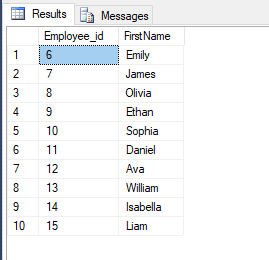 Results Messages
Employee_id FirstName
1 6 Emily
2 7 James
3 8 Olivia
4 9 Ethan
5 10 Sophia
6 11 Daniel
7 12 Ava
8 13 William
9 14 Isabella
10 15 Liam